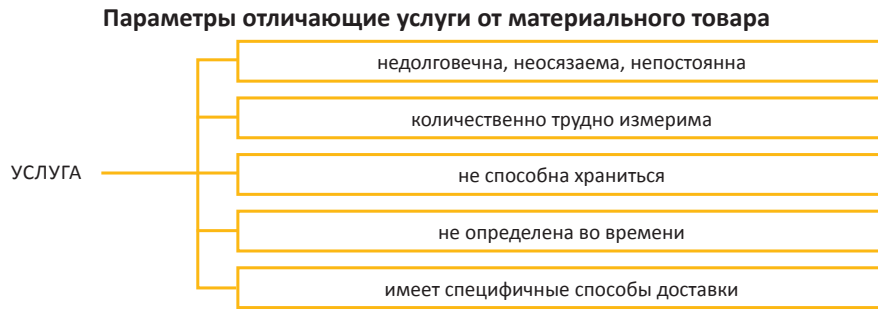 Параметры отличающие услуги от материального товара
недолговечна, неосязаема, непостоянна
количественно трудно измерима
УСЛУГА
не способна храниться
не определена во времени
имеет специфичные способы доставки